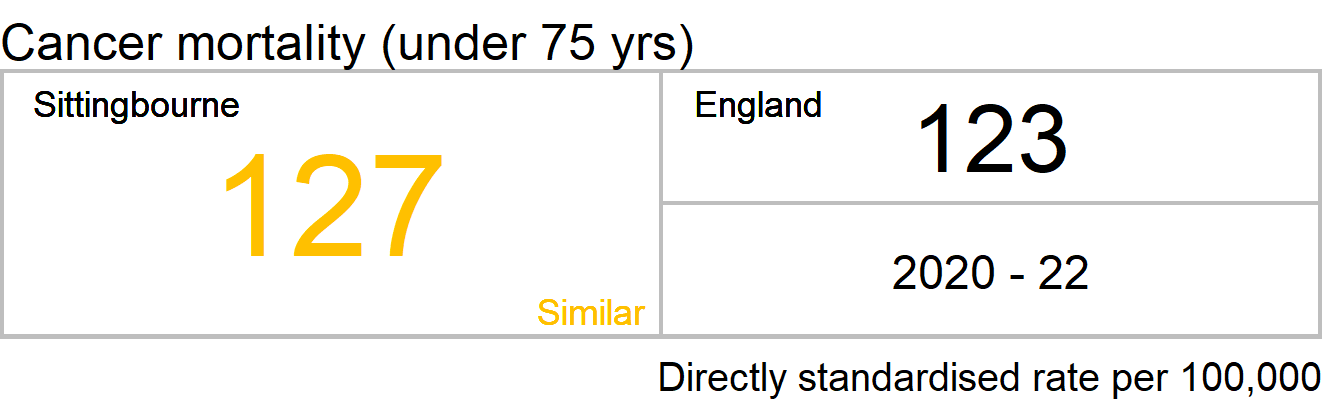 Cancer mortality (under 75 yrs)
Sittingbourne
127
Similar
England
123
2020 - 22
Directly standardised rate per 100,000